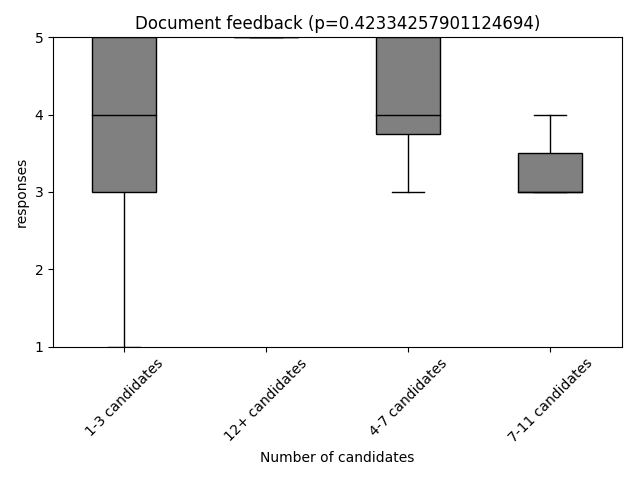 Document feedback (p=0.42334257901124694)
5
4
3
2
1
responses
1-3 candidates
12+ candidates
4-7 candidates
7-11 candidates
Number of candidates